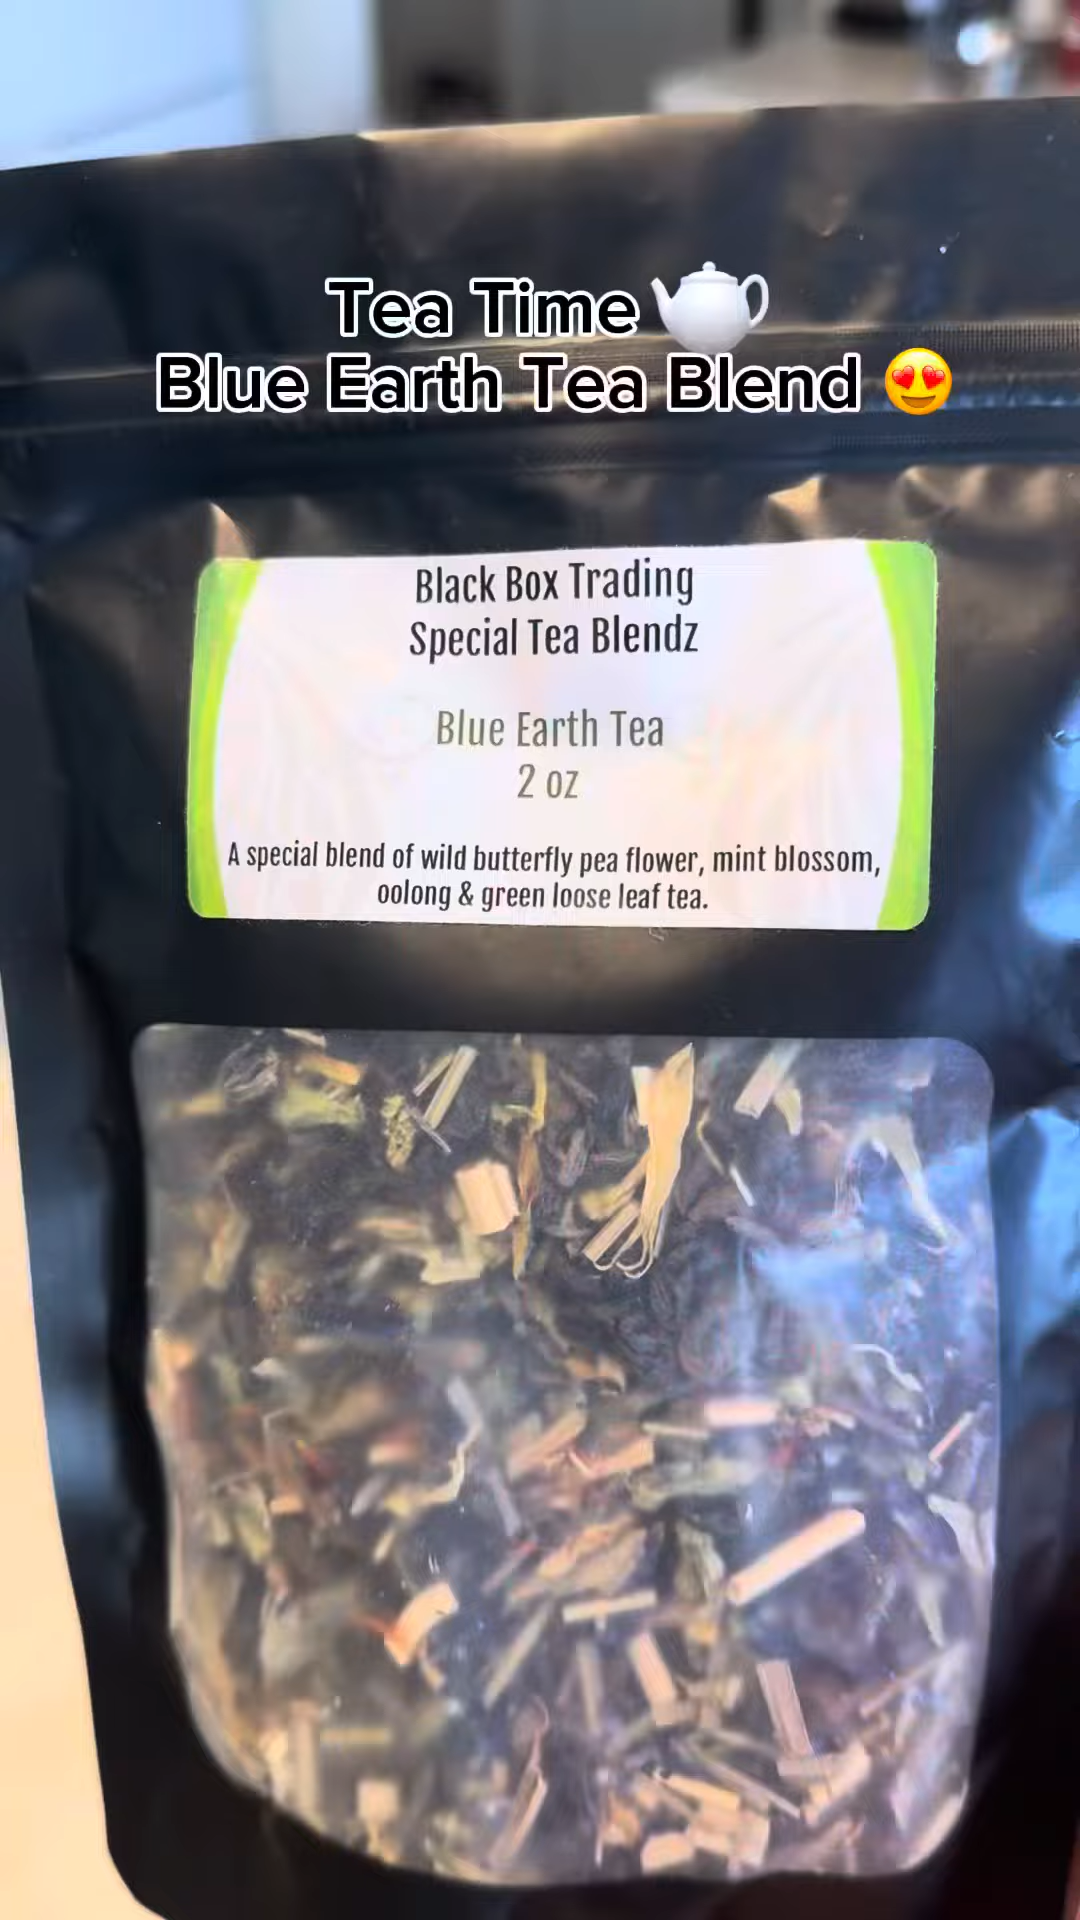 Tea Time 🫖
Blue Earth Tea Blend 😍
Black Box Trading
Special Tea Blendz
Blue Earth Tea
2 oz
A special blend of wild butterfly pea flower, mint blossom,
oolong & green loose leaf tea.